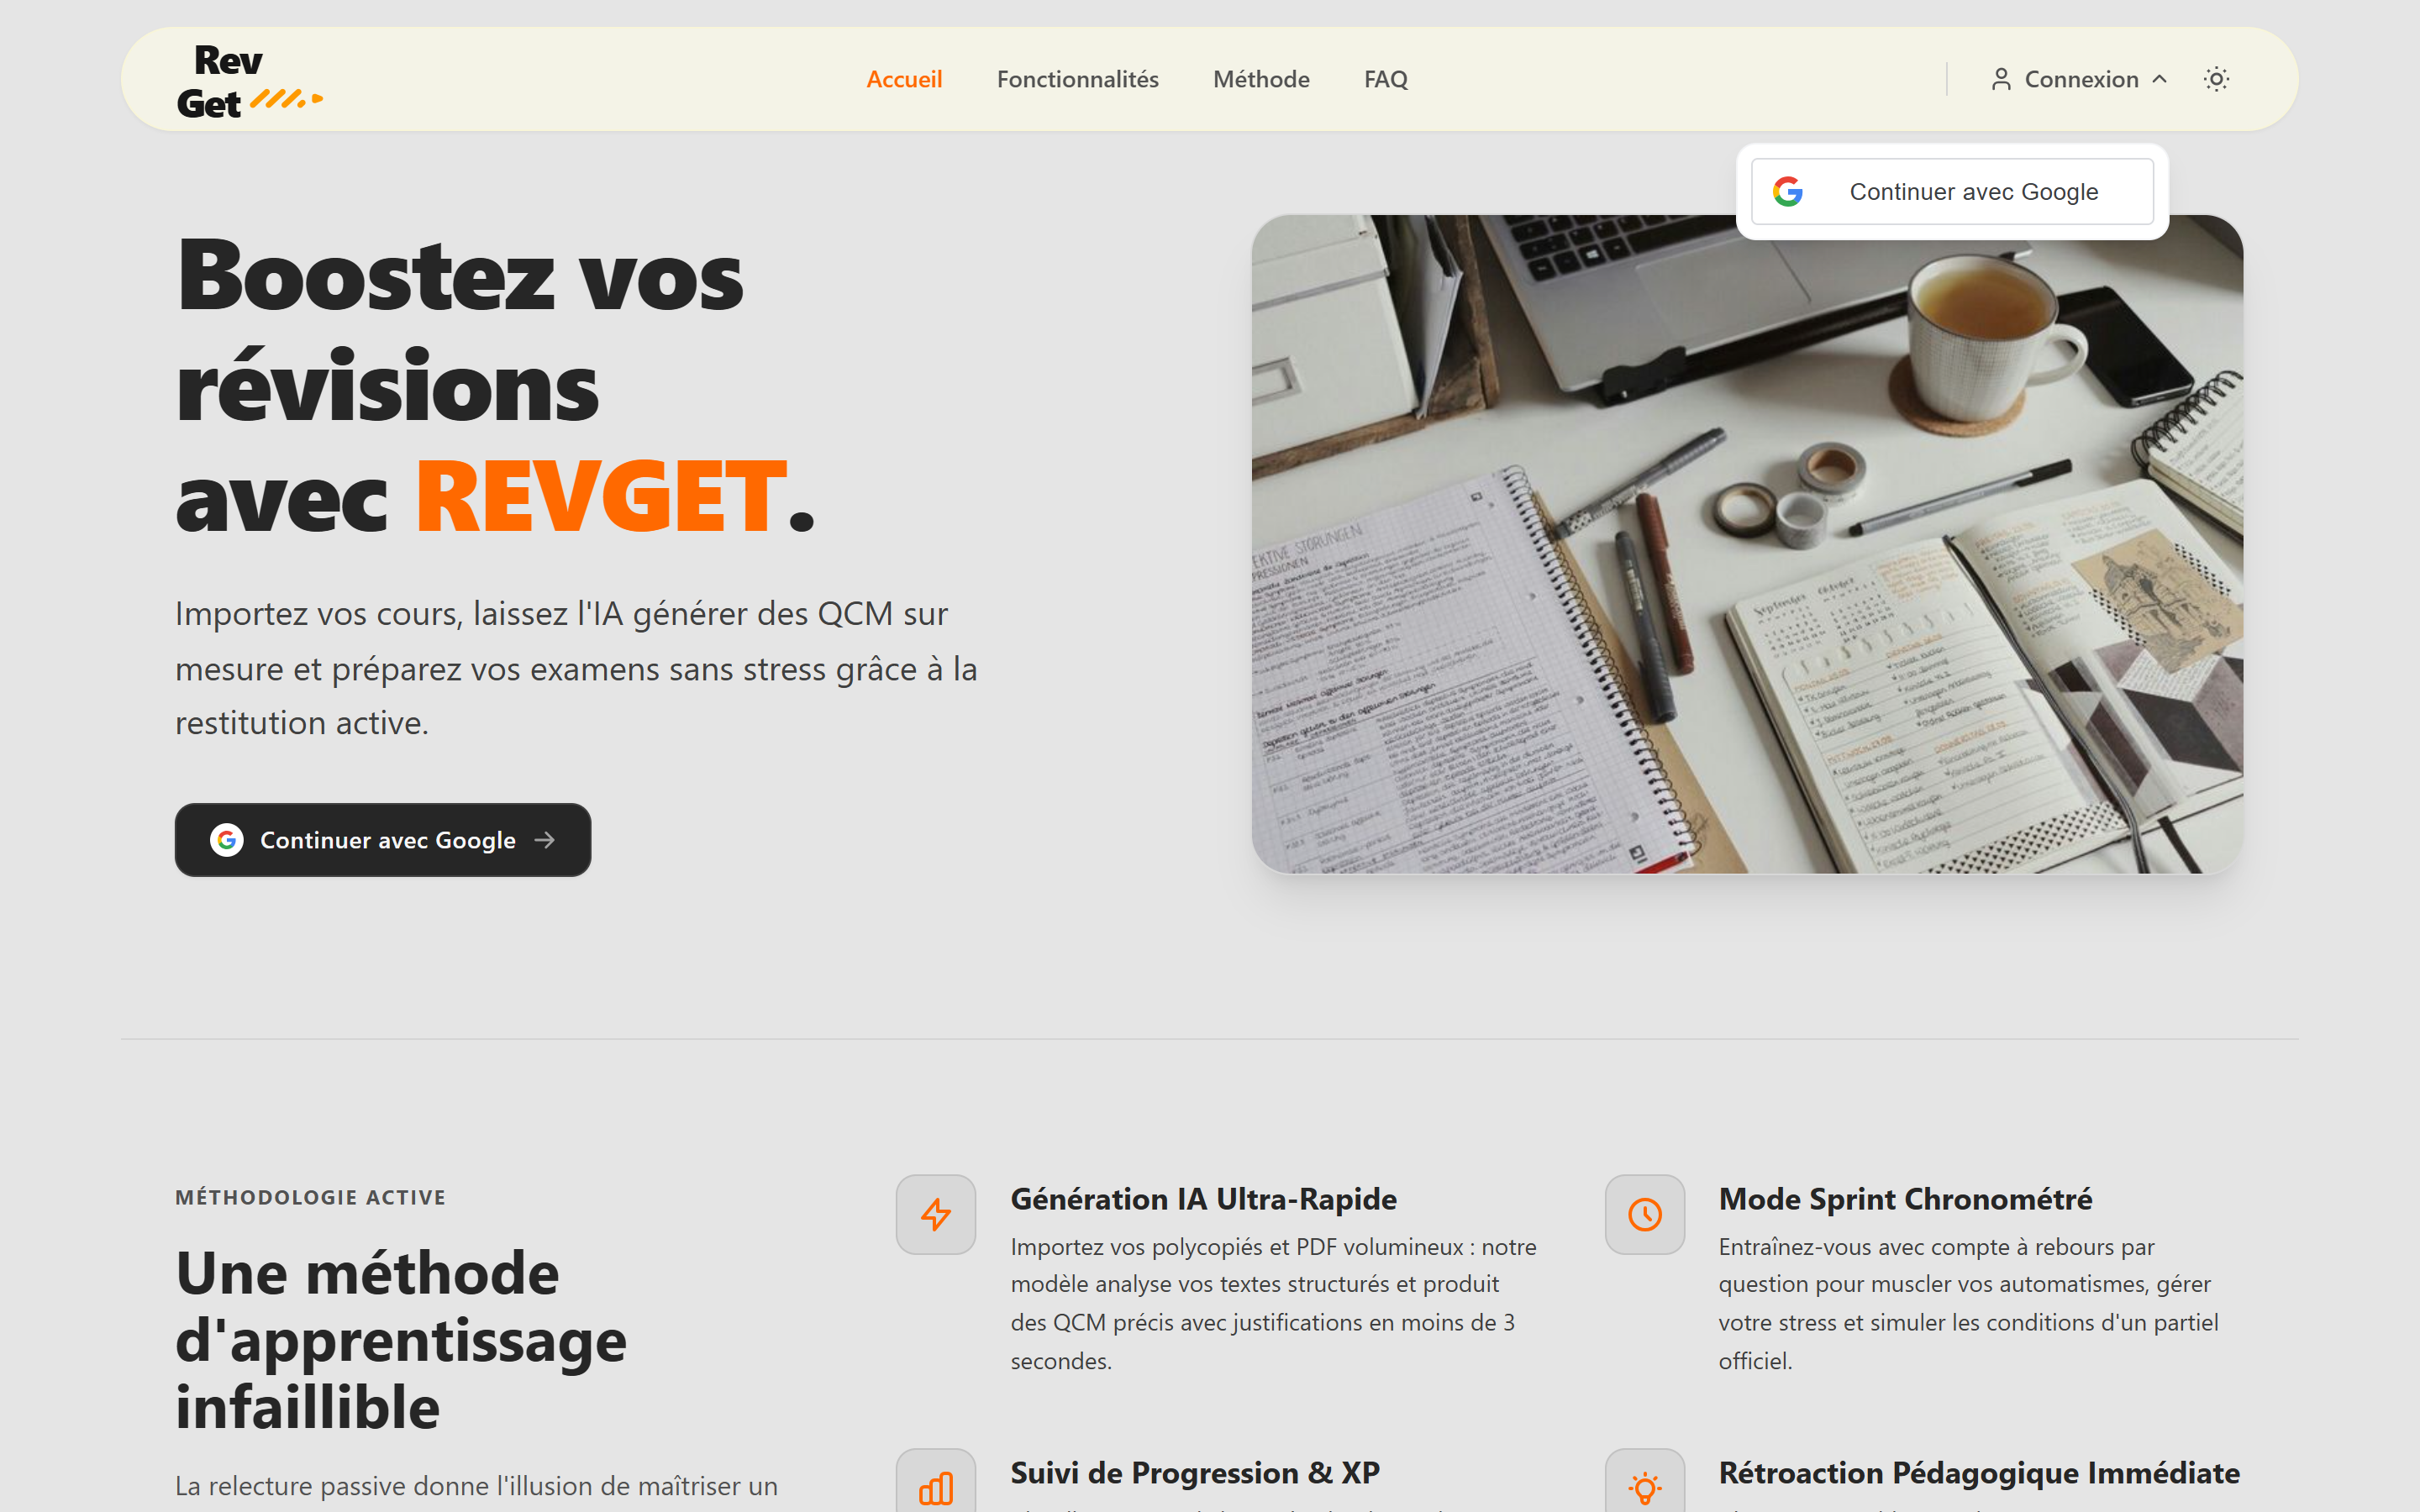 Rev
Get
Accueil
Fonctionnalités
Méthode
FAQ
Connexion
Continuer avec Google
Boostez vos
révisions
avec REVGET.
Importez vos cours, laissez l'IA générer des QCM sur
mesure et préparez vos examens sans stress grâce à la
restitution active.
Continuer avec Google
MÉTHODOLOGIE ACTIVE
Une méthode
d'apprentissage
infaillible
La relecture passive donne l'illusion de maîtriser un
Génération IA Ultra-Rapide
Importez vos polycopiés et PDF volumineux : notre
modèle analyse vos textes structurés et produit
des QCM précis avec justifications en moins de 3
secondes.
Mode Sprint Chronométré
Entraînez-vous avec compte à rebours par
question pour muscler vos automatismes, gérer
votre stress et simuler les conditions d'un partiel
officiel.
Suivi de Progression & XP
Rétroaction Pédagogique Immédiate